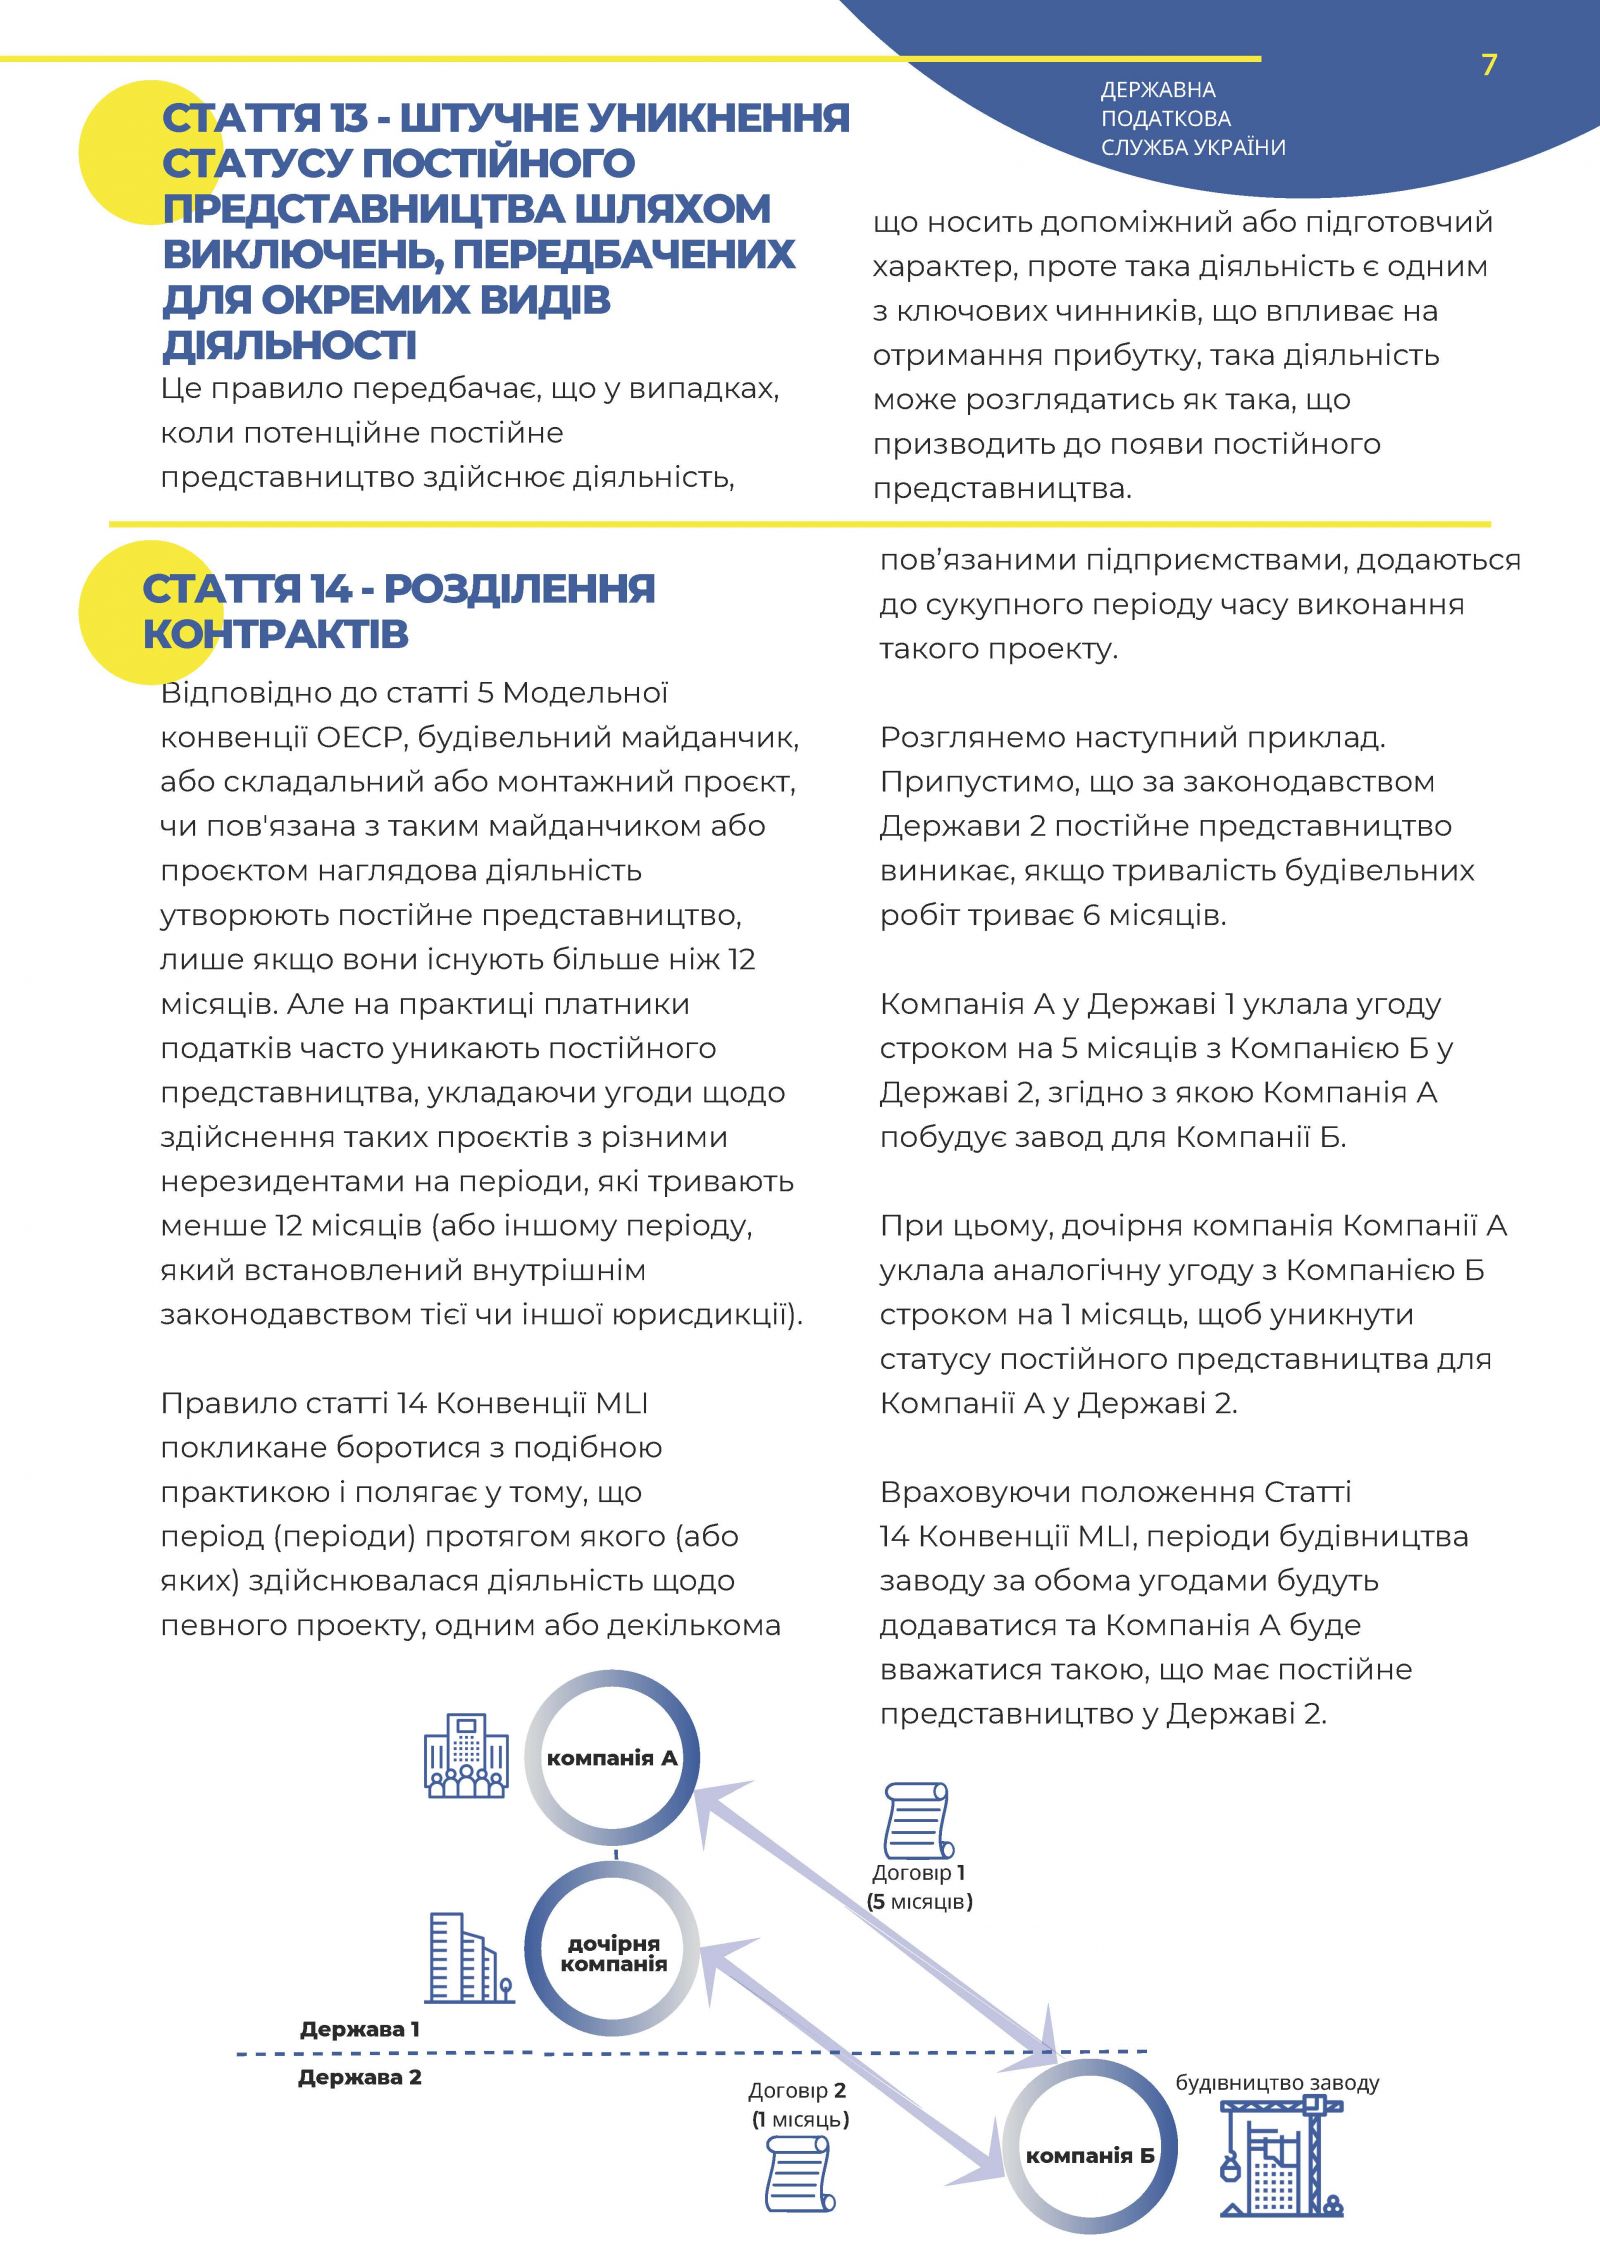 7
ДЕРЖАВНА
ПОДАТКОВА
СЛУЖБА УКРАЇНИ
СТАТТЯ 13 - ШТУЧНЕ УНИКНЕННЯ
СТАТУСУ ПОСТІЙНОГО
ПРЕДСТАВНИЦТВА ШЛЯХОМ
ВИКЛЮЧЕНЬ, ПЕРЕДБАЧЕНИХ
ДЛЯ ОКРЕМИХ ВИДІВ
ДІЯЛЬНОСТІ
Це правило передбачає, що у випадках,
коли потенційне постійне
представництво здійснює діяльність,
що носить допоміжний або підготовчий
характер, проте така діяльність є одним
з ключових чинників, що впливає на
отримання прибутку, така діяльність
може розглядатись як така, що
призводить до появи постійного
представництва.
СТАТТЯ 14 - РОЗДІЛЕННЯ
КОНТРАКТІВ
Відповідно до статті 5 Модельної
конвенції ОЕСР, будівельний майданчик,
або складальний або монтажний проєкт,
чи пов'язана з таким майданчиком або
проєктом наглядова діяльність
утворюють постійне представництво,
лише якщо вони існують більше ніж 12
місяців. Але на практиці платники
податків часто уникають постійного
представництва, укладаючи угоди щодо
здійснення таких проєктів з різними
нерезидентами на періоди, які тривають
менше 12 місяців (або іншому періоду,
який встановлений внутрішнім
законодавством тієї чи іншої юрисдикції).
Правило статті 14 Конвенції MLI
покликане боротися з подібною
практикою і полягає у тому, що
період (періоди) протягом якого (або
яких) здійснювалася діяльність щодо
певного проекту, одним або декількома
пов’язаними підприємствами, додаються
до сукупного періоду часу виконання
такого проекту.
Розглянемо наступний приклад.
Припустимо, що за законодавством
Держави 2 постійне представництво
виникає, якщо тривалість будівельних
робіт триває 6 місяців.
Компанія А у Державі 1 уклала угоду
строком на 5 місяців з Компанією Б у
Державі 2, згідно з якою Компанія А
побудує завод для Компанії Б.
При цьому, дочірня компанія Компанії А
уклала аналогічну угоду з Компанією Б
строком на 1 місяць, щоб уникнути
статусу постійного представництва для
Компанії А у Державі 2.
Враховуючи положення Статті
14 Конвенції MLI, періоди будівництва
заводу за обома угодами будуть
додаватися та Компанія А буде
вважатися такою, що має постійне
представництво у Державі 2.
компанія А
Договір 1
(5 місяців)
дочірня
компанія
Держава 1
Держава 2
Договір 2
(1 місяць)
будівництво заводу
компанія Б